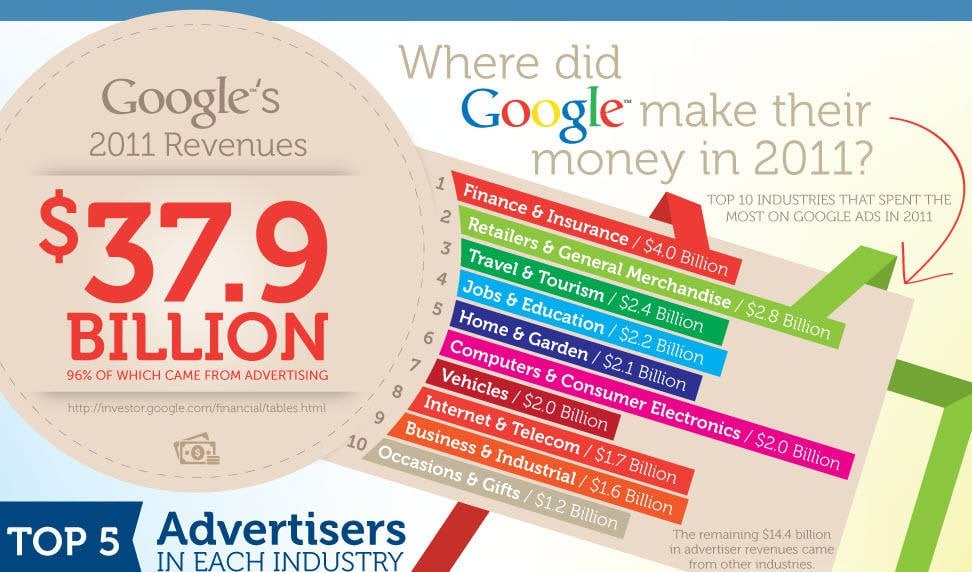 Google™'s
2011 Revenues
$37.9
BILLION
96% OF WHICH CAME FROM ADVERTISING
http://investor.google.com/financial/tables.html
$
Where did
Google™ make their
money in 2011?
TOP 10 INDUSTRIES THAT SPENT THE
MOST ON GOOGLE ADS IN 2011
1 Finance & Insurance / $4.0 Billion
2 Retailers & General Merchandise / $2.8 Billion
3 Travel & Tourism / $2.4 Billion
4 Jobs & Education / $2.2 Billion
5 Home & Garden / $2.1 Billion
6 Computers & Consumer Electronics / $2.0 Billion
7 Vehicles / $2.0 Billion
8 Internet & Telecom / $1.7 Billion
9 Business & Industrial / $1.6 Billion
10 Occasions & Gifts / $1.2 Billion
The remaining $14.4 billion
in advertiser revenues came
from other industries.
TOP 5
Advertisers
IN EACH INDUSTRY